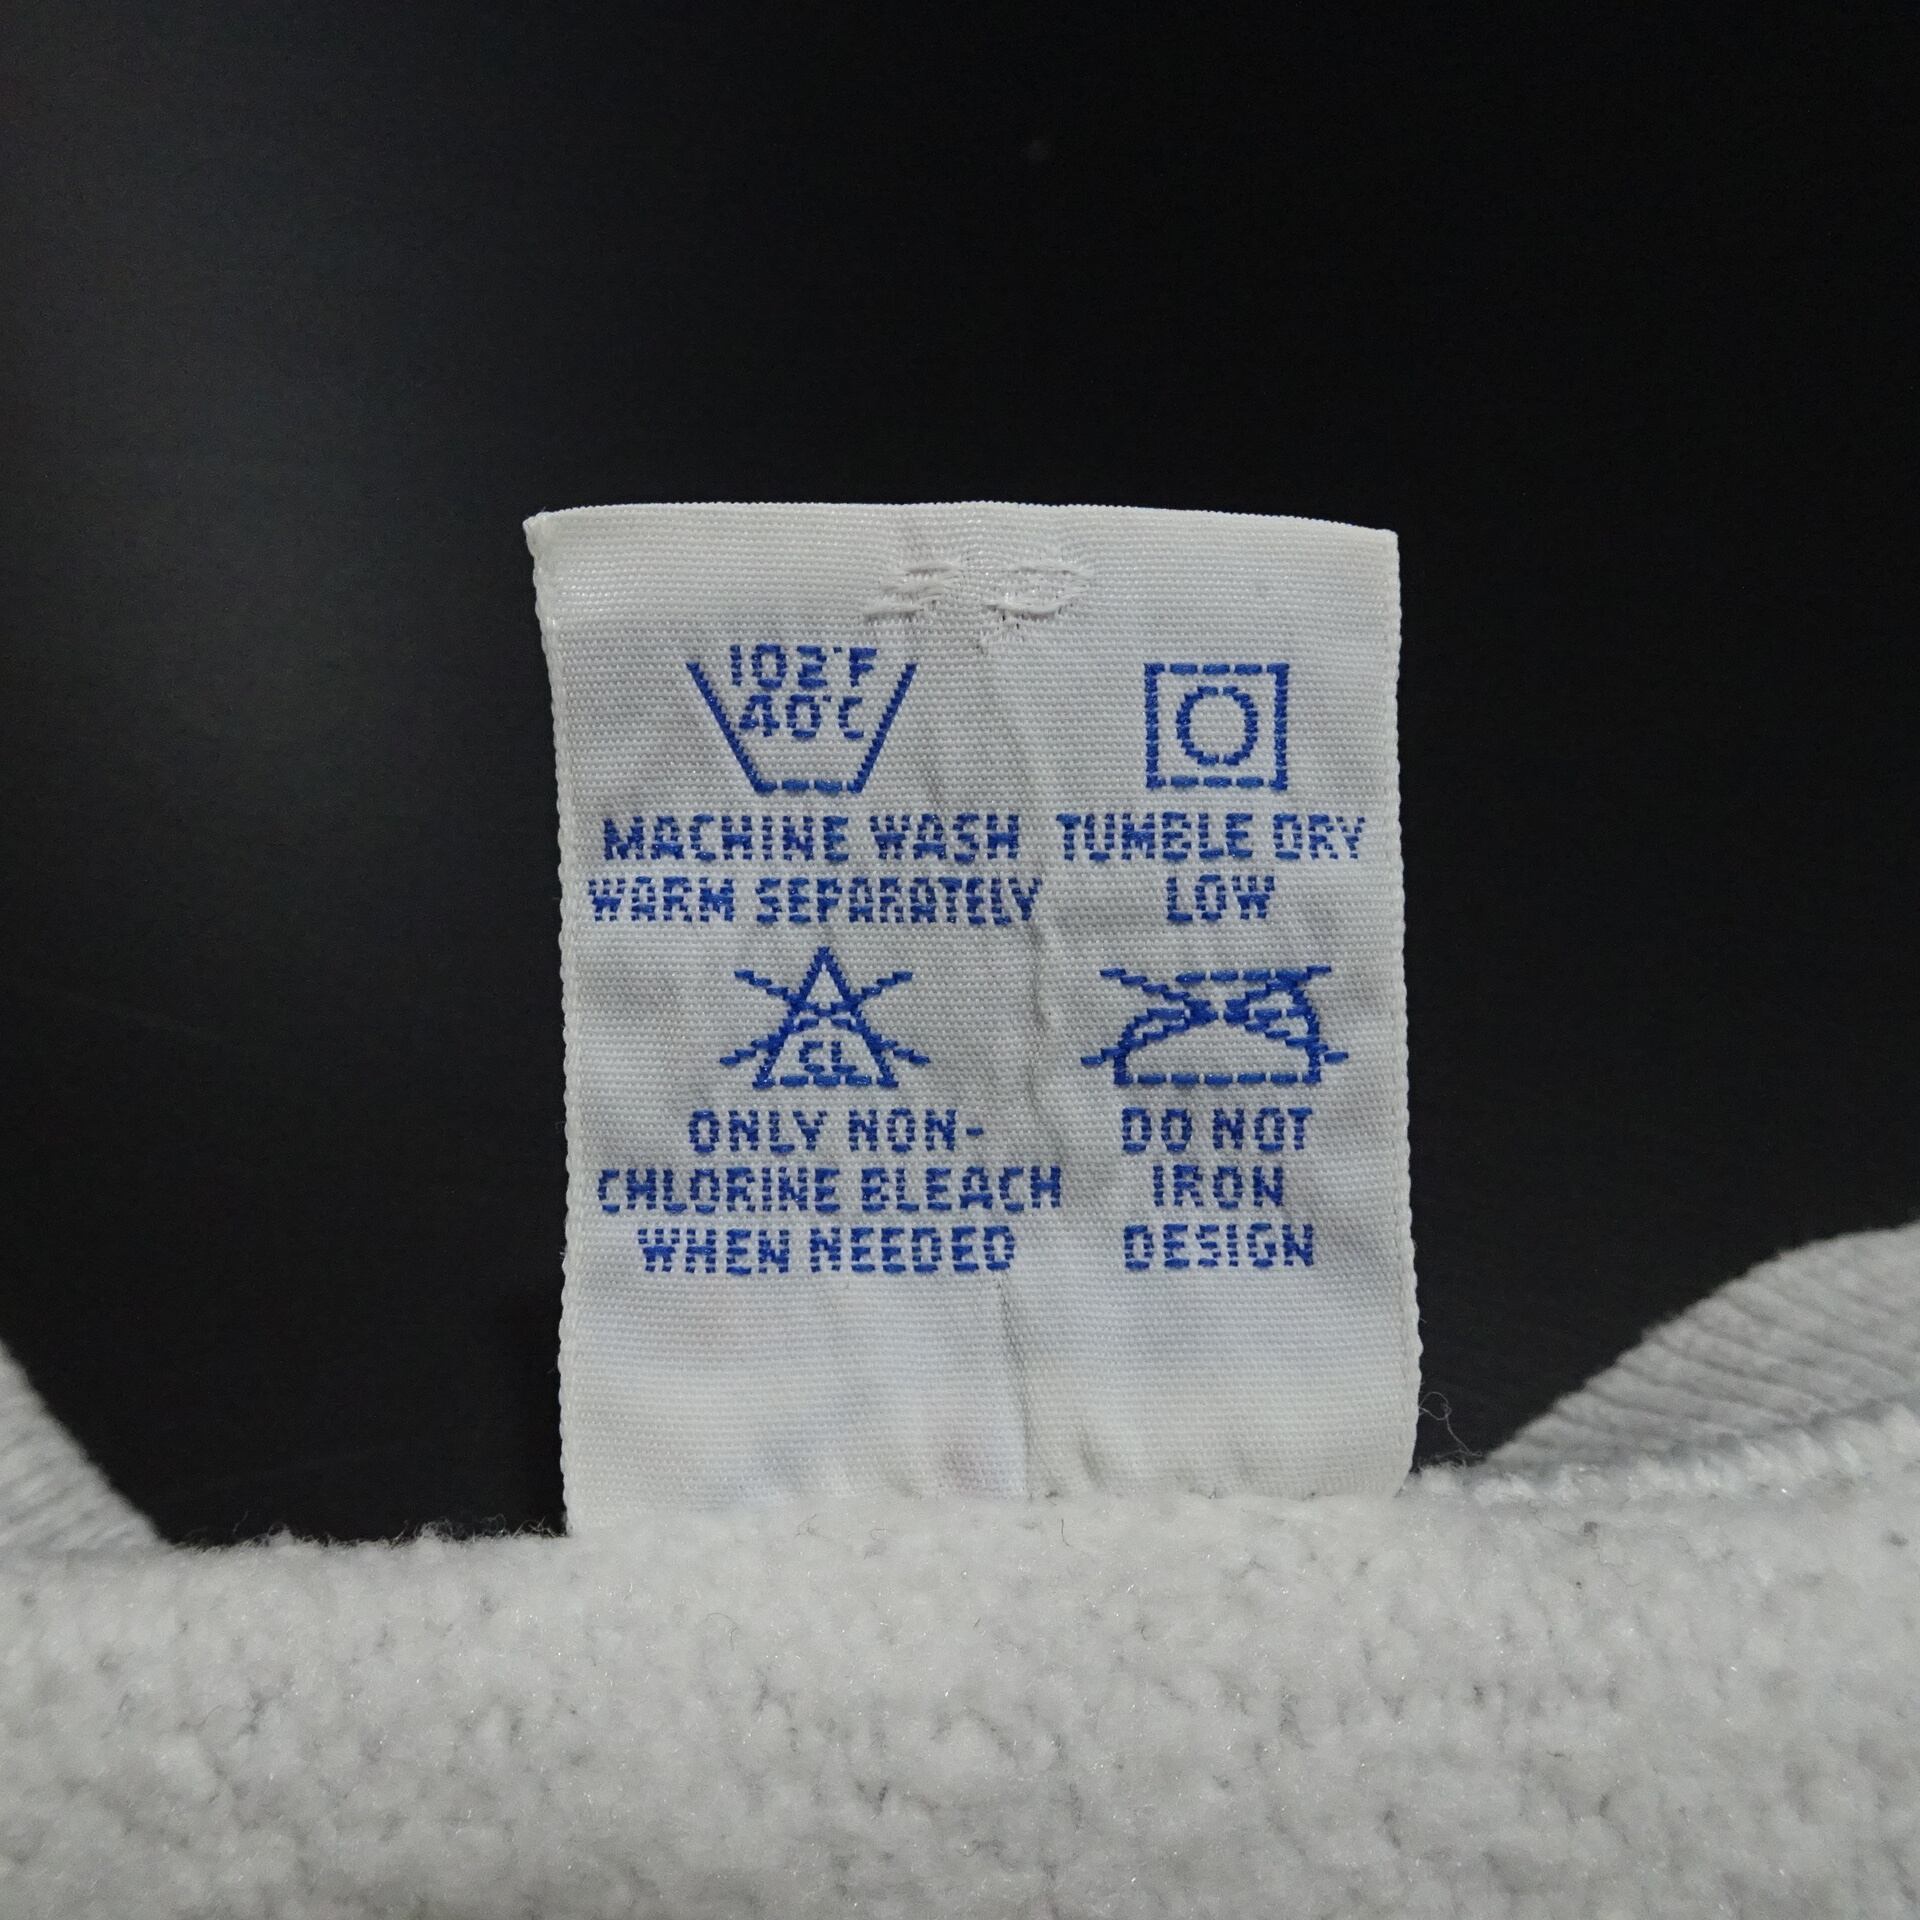 102°F
40°C
MACHINE WASH
WARM SEPARATELY
TUMBLE DRY
LOW
CL
ONLY NON-
CHLORINE BLEACH
WHEN NEEDED
DO NOT
IRON
DESIGN